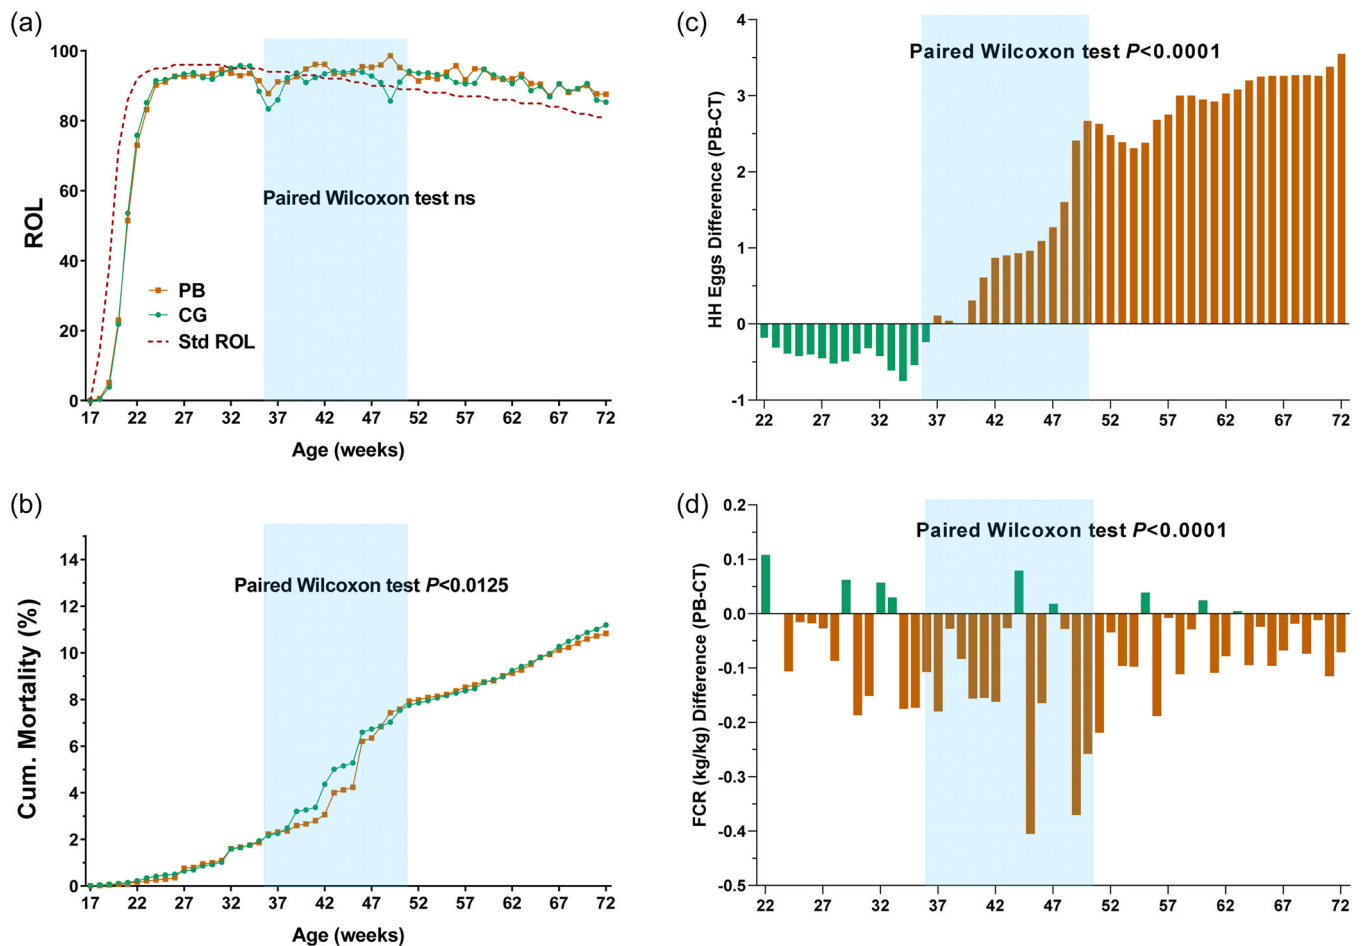 (a)
100
80
60
40
20
0
ROL
Paired Wilcoxon test ns
PB
CG
Std ROL
17 22 27 32 37 42 47 52 57 62 67 72
Age (weeks)
(b)
14
12
10
8
6
4
2
0
Cum. Mortality (%)
Paired Wilcoxon test P<0.0125
17 22 27 32 37 42 47 52 57 62 67 72
Age (weeks)
(c)
4
3
2
1
0
-1
HH Eggs Difference (PB-CT)
Paired Wilcoxon test P<0.0001
22 27 32 37 42 47 52 57 62 67 72
(d)
0.2
0.1
0.0
-0.1
-0.2
-0.3
-0.4
-0.5
FCR (kg/kg) Difference (PB-CT)
Paired Wilcoxon test P<0.0001
22 27 32 37 42 47 52 57 62 67 72